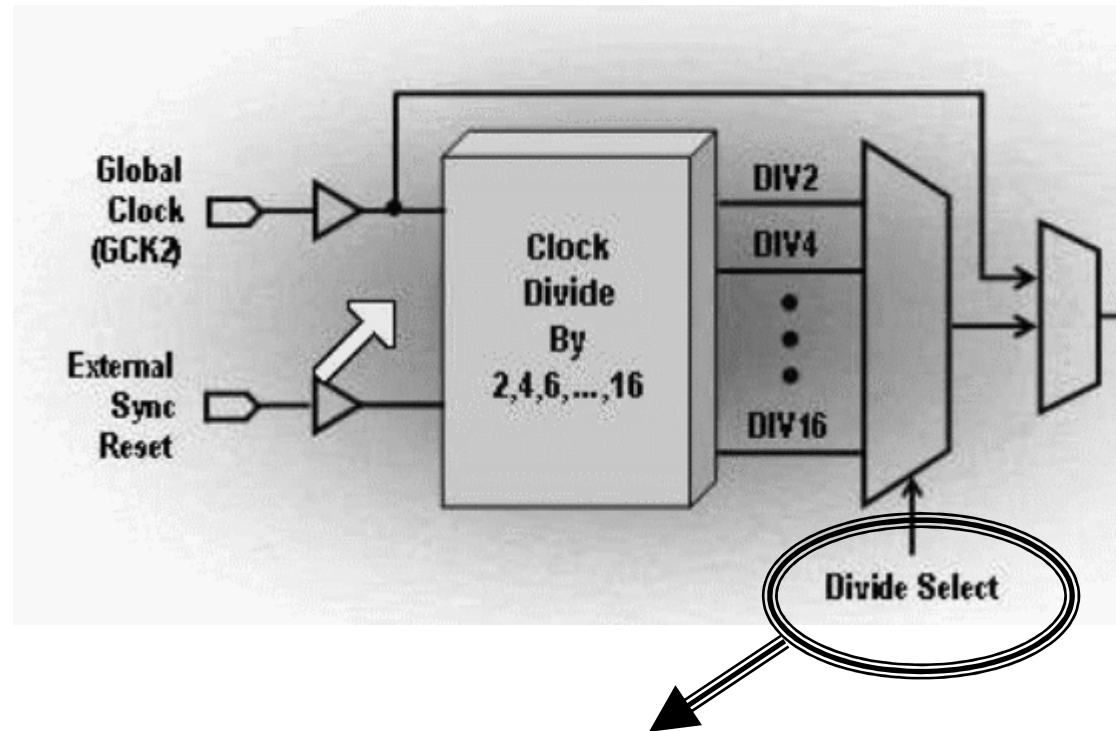 Global
Clock
(GCK2)
External
Sync
Reset
Clock
Divide
By
2,4,6,...,16
DIV2
DIV4
DIV16
Divide Select